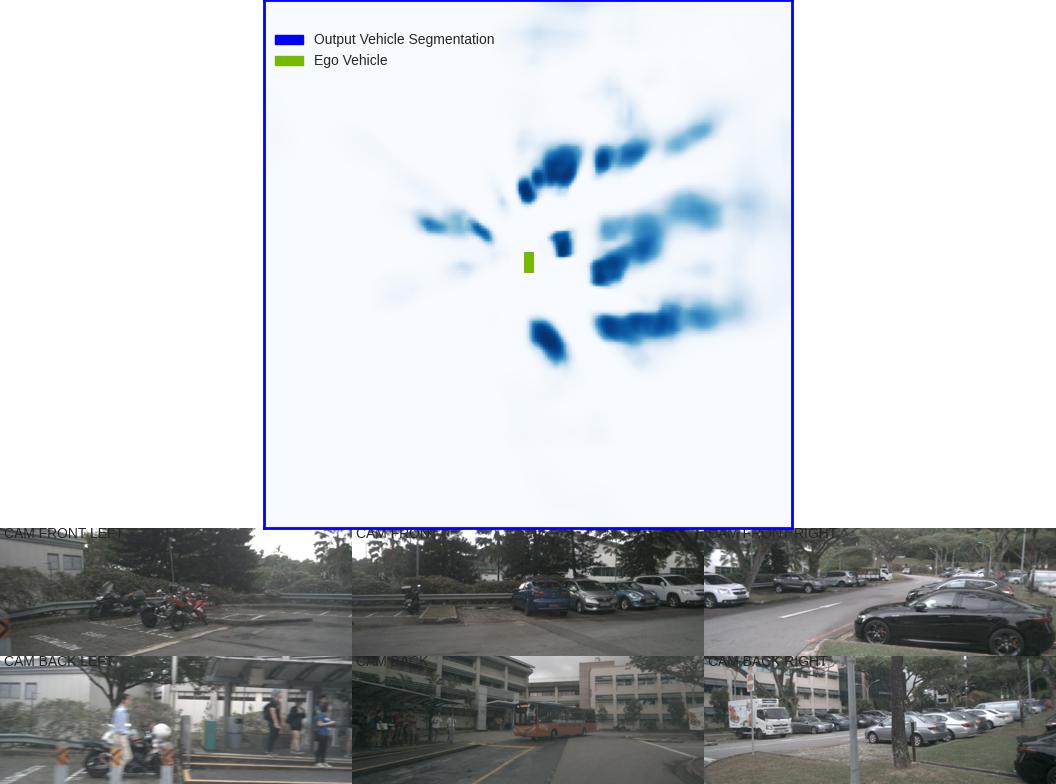 Output Vehicle Segmentation
Ego Vehicle
CAM FRONT LEFT
CAM FRONT
CAM FRONT RIGHT
CAM BACK LEFT
CAM BACK
CAM BACK RIGHT